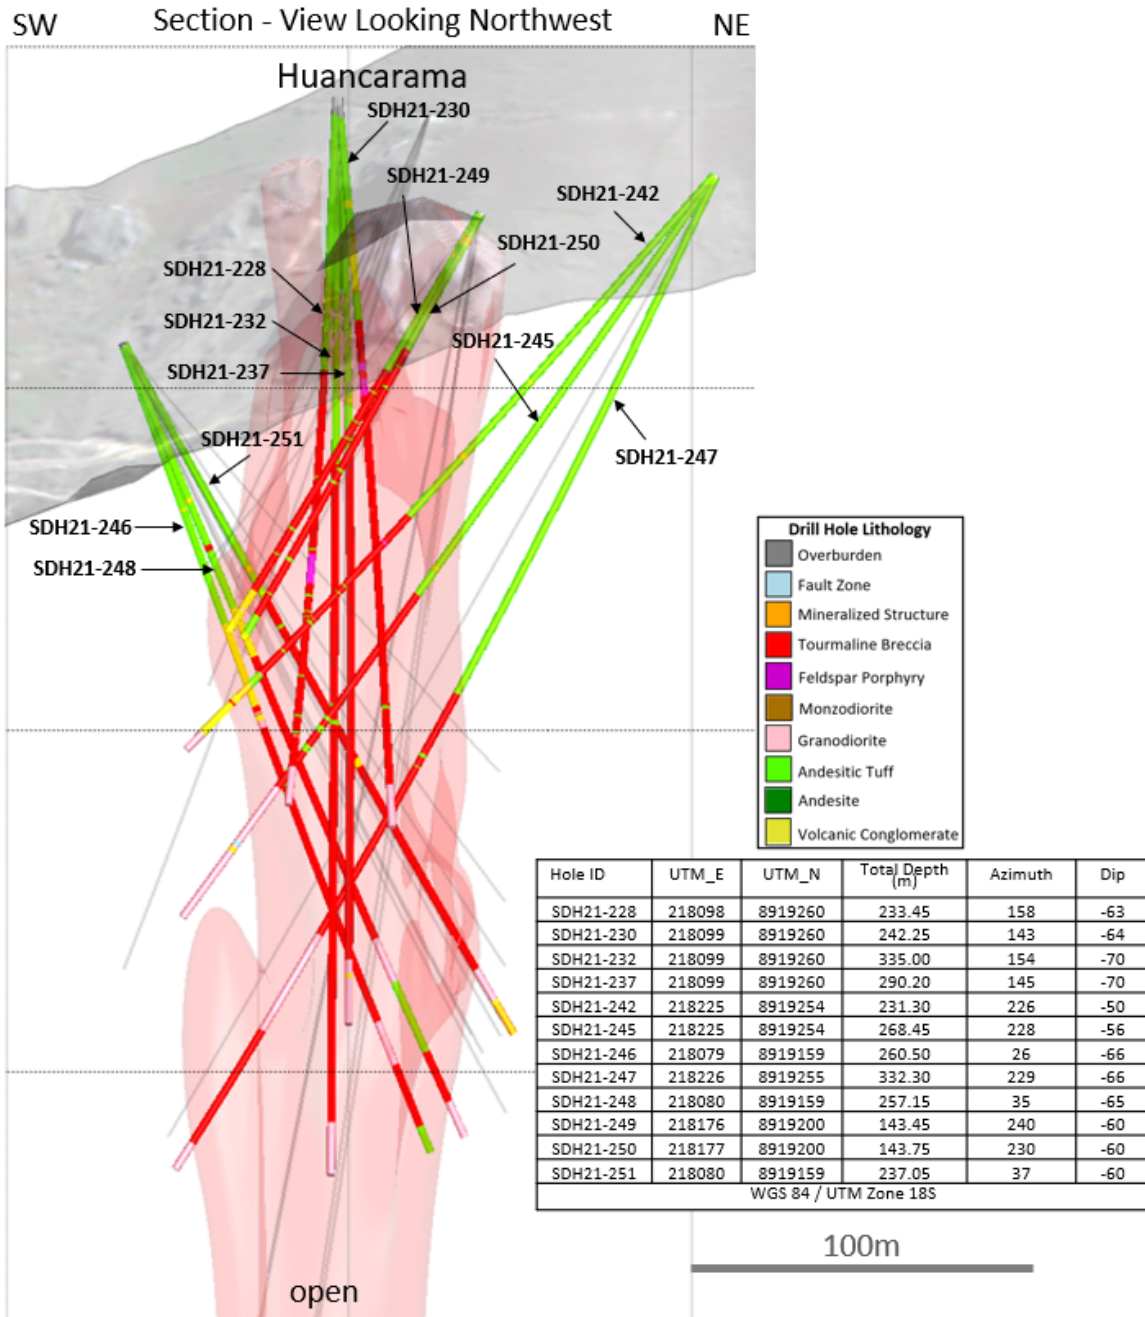 SW Section - View Looking Northwest NE
Huancarama
SDH21-230
SDH21-249
SDH21-242
SDH21-250
SDH21-228
SDH21-232
SDH21-245
SDH21-237
SDH21-251
SDH21-247
SDH21-246
SDH21-248
Drill Hole Lithology
Overburden
Fault Zone
Mineralized Structure
Tourmaline Breccia
Feldspar Porphyry
Monzodiorite
Granodiorite
Andesitic Tuff
Andesite
Volcanic Conglomerate
Hole ID UTM_E UTM_N Total Depth (m) Azimuth Dip
SDH21-228 218098 8919260 233.45 158 -63
SDH21-230 218099 8919260 242.25 143 -64
SDH21-232 218099 8919260 335.00 154 -70
SDH21-237 218099 8919260 290.20 145 -70
SDH21-242 218225 8919254 231.30 226 -50
SDH21-245 218225 8919254 268.45 228 -56
SDH21-246 218079 8919159 260.50 26 -66
SDH21-247 218226 8919255 332.30 229 -66
SDH21-248 218080 8919159 257.15 35 -65
SDH21-249 218176 8919200 143.45 240 -60
SDH21-250 218177 8919200 143.75 230 -60
SDH21-251 218080 8919159 237.05 37 -60
WGS 84 / UTM Zone 18S
100m
open